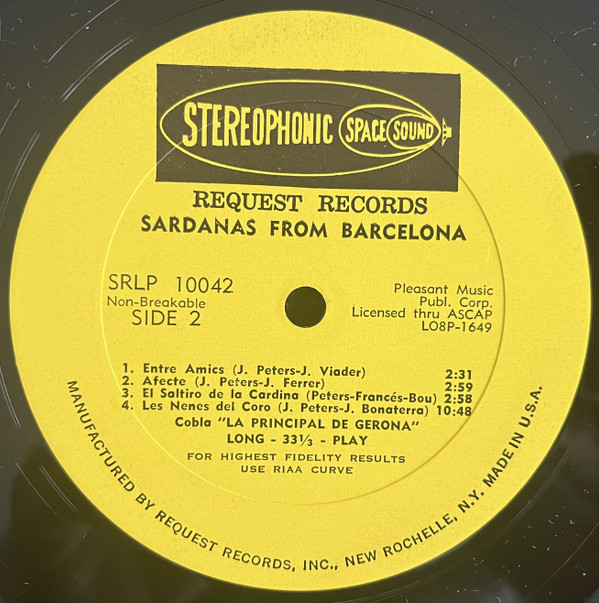 STEREOPHONIC SPACE SOUND
REQUEST RECORDS
SARDANAS FROM BARCELONA
SRLP 10042
Non-Breakable
SIDE 2
Pleasant Music
Publ. Corp.
Licensed thru ASCAP
LO8P-1649
1. Entre Amics (J. Peters-J. Viader) 2:31
2. Afecte (J. Peters-J. Ferrer) 2:59
3. El Saltiro de la Cardina (Peters-Francés-Bou) 2:58
4. Les Nenes del Coro (J. Peters-J. Bonaterra) 10:48
Cobla "LA PRINCIPAL DE GERONA"
LONG - 33⅓ - PLAY
FOR HIGHEST FIDELITY RESULTS
USE RIAA CURVE
MANUFACTURED BY REQUEST RECORDS, INC., NEW ROCHELLE, N.Y. MADE IN U.S.A.